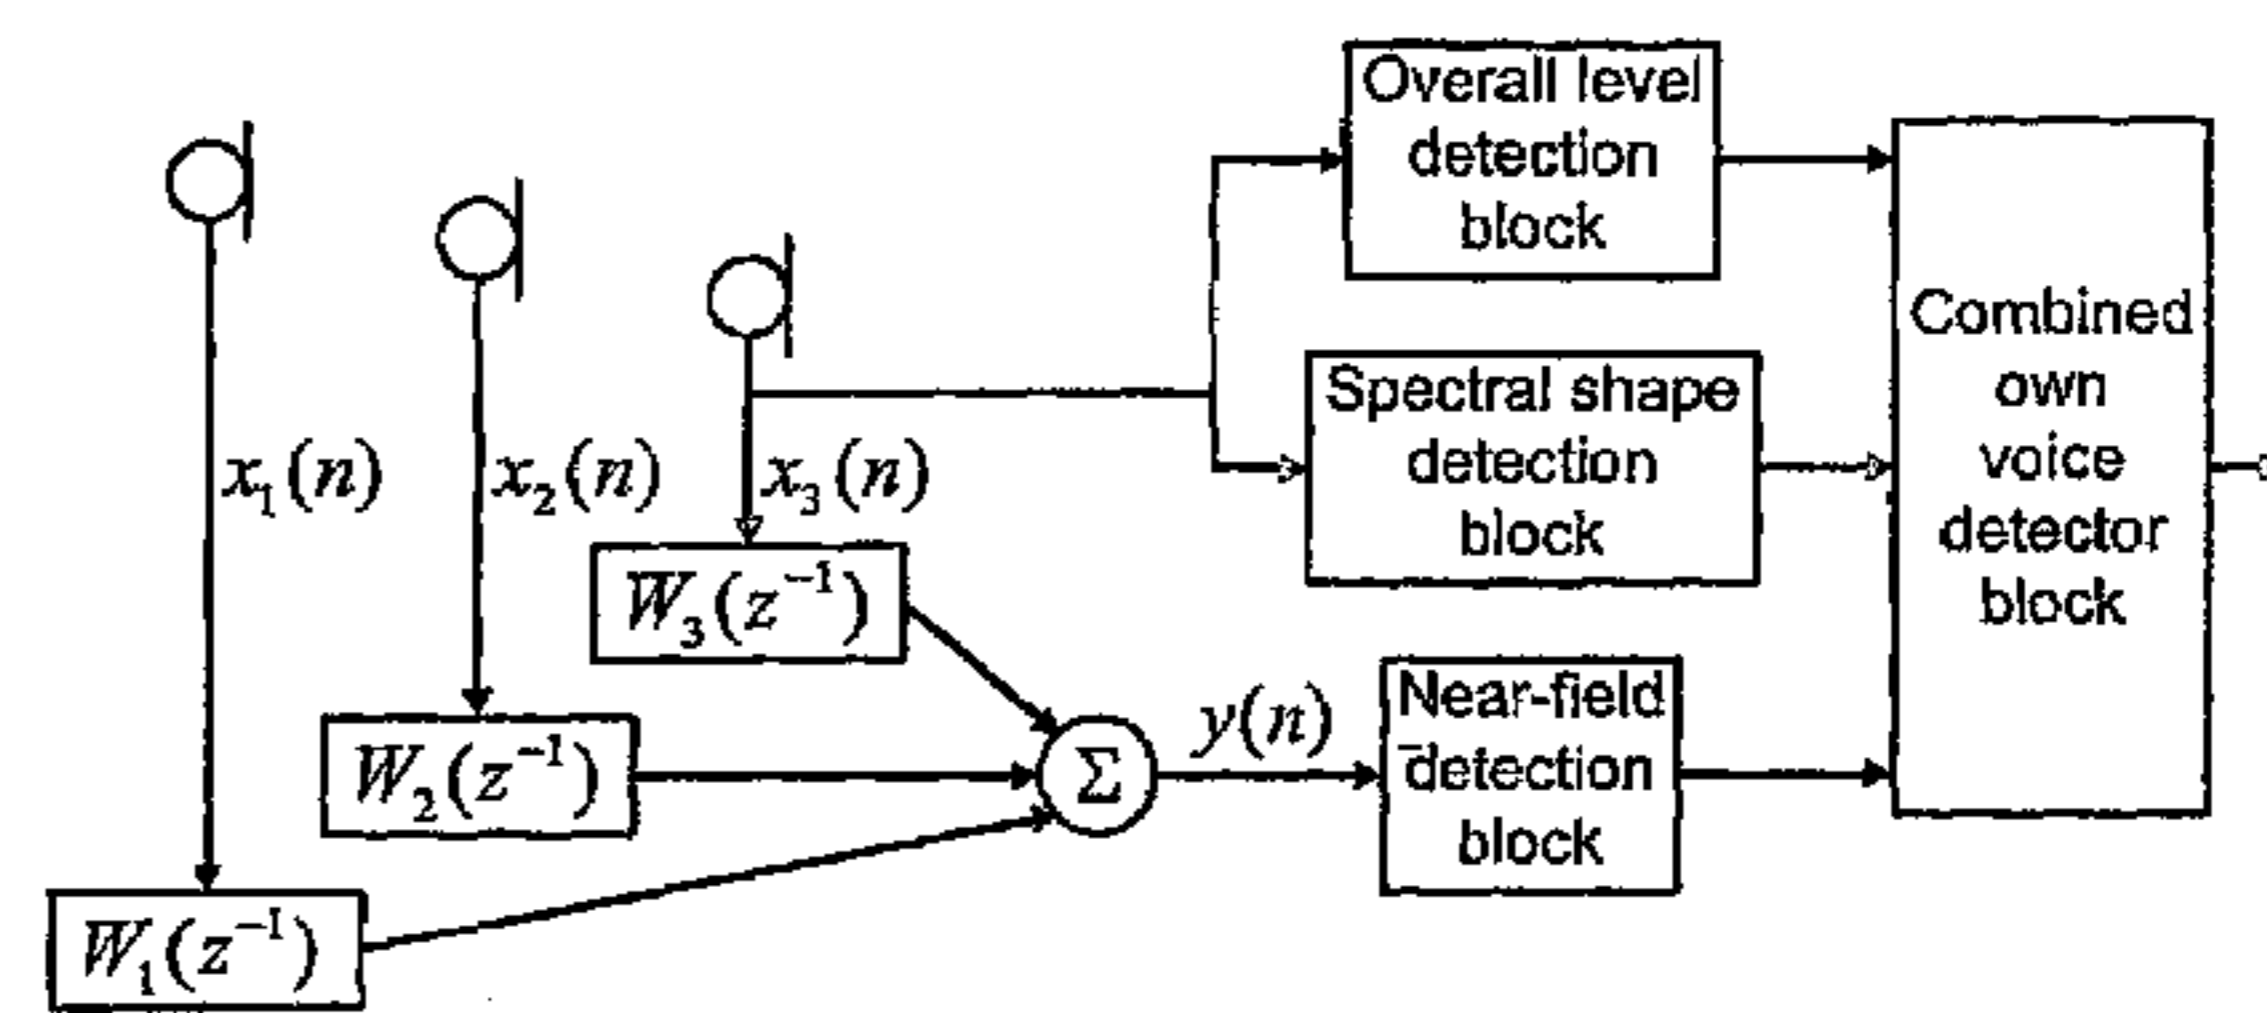 Overall level
detection
block
Combined
own
voice
detector
block
Spectral shape
detection
block
x₁(n)
x₂(n)
x₃(n)
W₃(z⁻¹)
W₂(z⁻¹)
W₁(z⁻¹)
Σ
y(n)
Near-field
detection
block